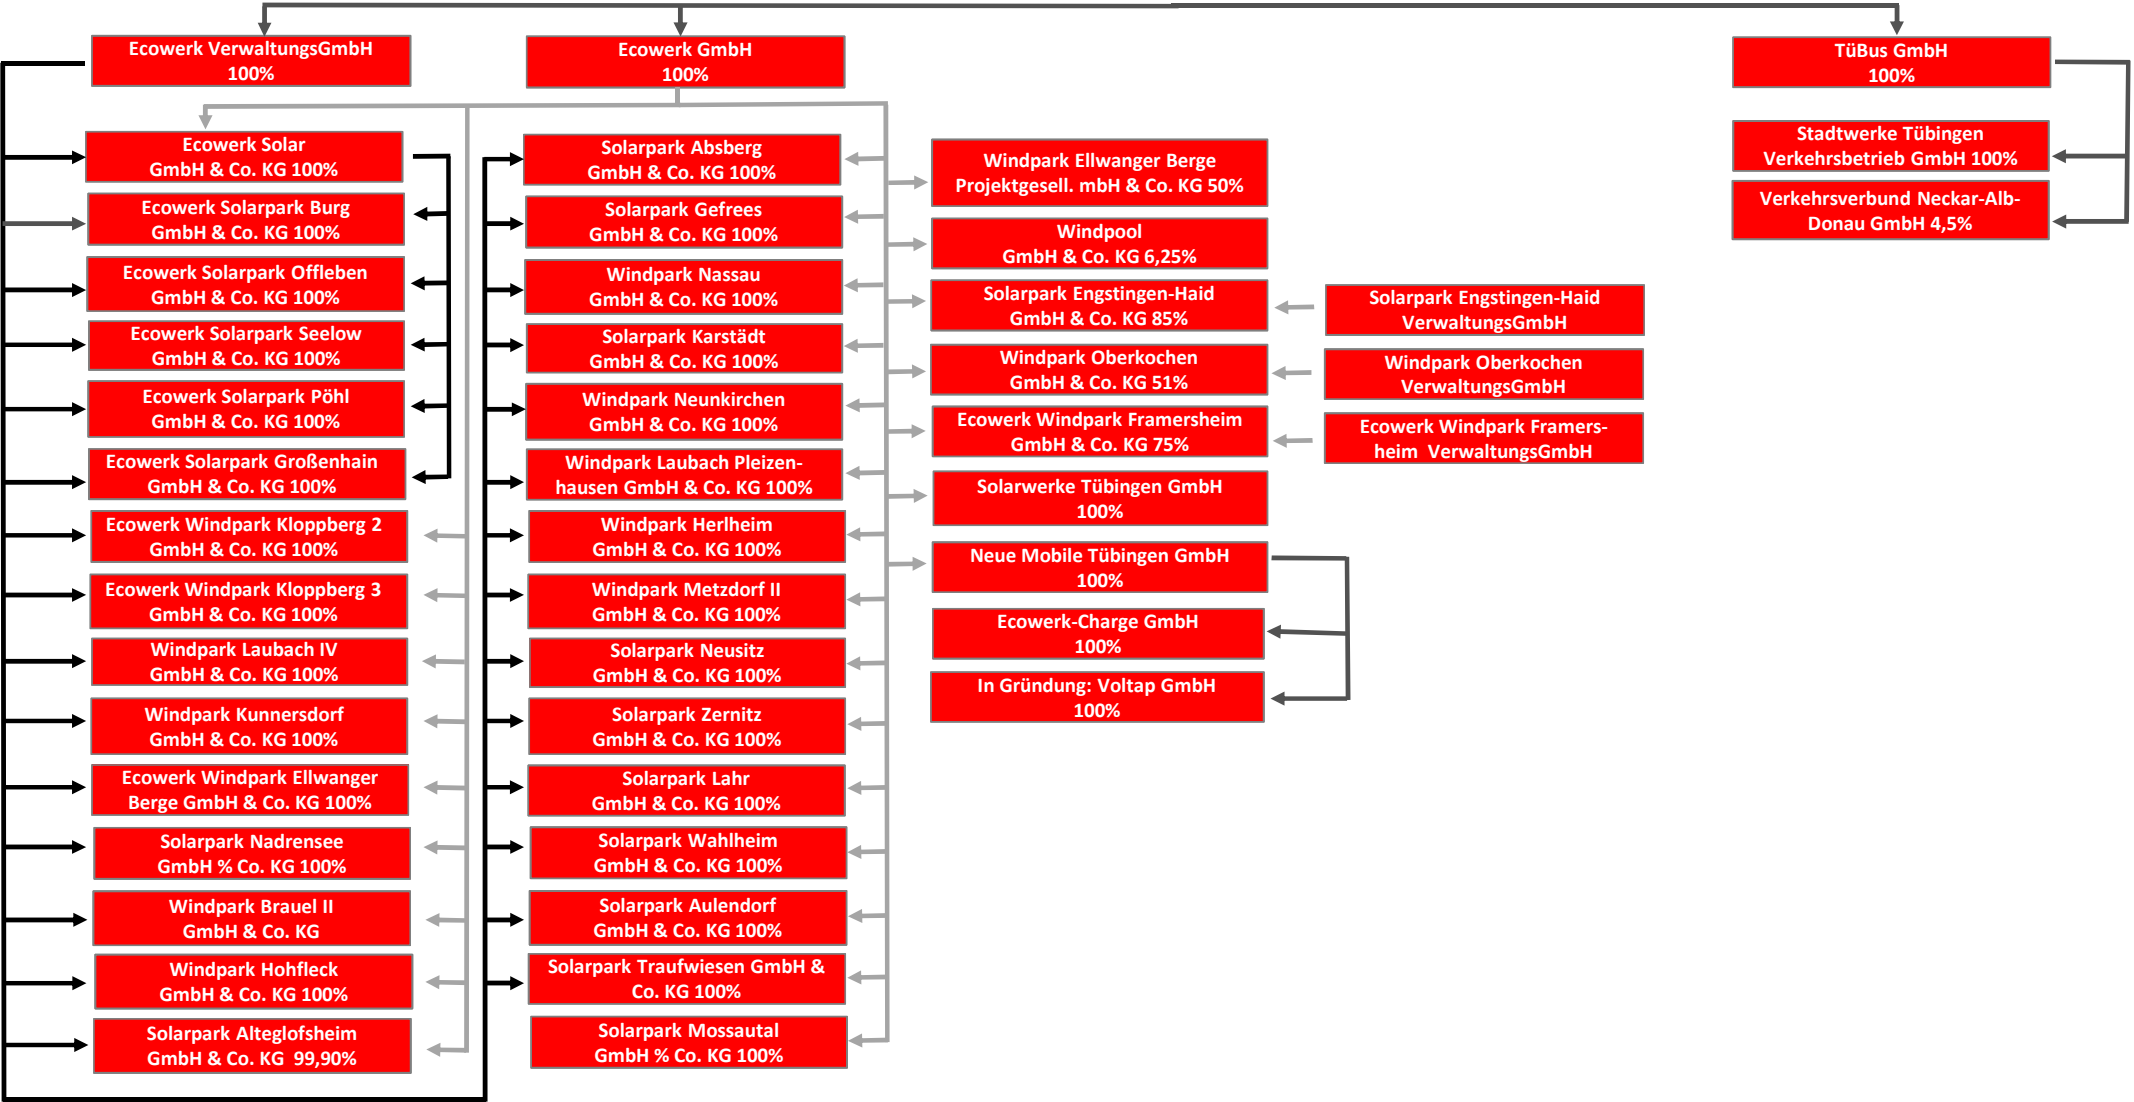 Ecowerk VerwaltungsGmbH
100%
Ecowerk GmbH
100%
TüBus GmbH
100%
Ecowerk Solar
GmbH & Co. KG 100%
Ecowerk Solarpark Burg
GmbH & Co. KG 100%
Ecowerk Solarpark Offleben
GmbH & Co. KG 100%
Ecowerk Solarpark Seelow
GmbH & Co. KG 100%
Ecowerk Solarpark Pöhl
GmbH & Co. KG 100%
Ecowerk Solarpark Großenhain
GmbH & Co. KG 100%
Ecowerk Windpark Kloppberg 2
GmbH & Co. KG 100%
Ecowerk Windpark Kloppberg 3
GmbH & Co. KG 100%
Windpark Laubach IV
GmbH & Co. KG 100%
Windpark Kunnersdorf
GmbH & Co. KG 100%
Ecowerk Windpark Ellwanger
Berge GmbH & Co. KG 100%
Solarpark Nadrensee
GmbH % Co. KG 100%
Windpark Brauel II
GmbH & Co. KG
Windpark Hohfleck
GmbH & Co. KG 100%
Solarpark Alteglofsheim
GmbH & Co. KG 99,90%
Solarpark Absberg
GmbH & Co. KG 100%
Solarpark Gefrees
GmbH & Co. KG 100%
Windpark Nassau
GmbH & Co. KG 100%
Solarpark Karstädt
GmbH & Co. KG 100%
Windpark Neunkirchen
GmbH & Co. KG 100%
Windpark Laubach Pleizen-
hausen GmbH & Co. KG 100%
Windpark Herlheim
GmbH & Co. KG 100%
Windpark Metzdorf II
GmbH & Co. KG 100%
Solarpark Neusitz
GmbH & Co. KG 100%
Solarpark Zernitz
GmbH & Co. KG 100%
Solarpark Lahr
GmbH & Co. KG 100%
Solarpark Wahlheim
GmbH & Co. KG 100%
Solarpark Aulendorf
GmbH & Co. KG 100%
Solarpark Traufwiesen GmbH &
Co. KG 100%
Solarpark Mossautal
GmbH % Co. KG 100%
Windpark Ellwanger Berge
Projektgesell. mbH & Co. KG 50%
Windpool
GmbH & Co. KG 6,25%
Solarpark Engstingen-Haid
GmbH & Co. KG 85%
Windpark Oberkochen
GmbH & Co. KG 51%
Ecowerk Windpark Framersheim
GmbH & Co. KG 75%
Solarwerke Tübingen GmbH
100%
Neue Mobile Tübingen GmbH
100%
Ecowerk-Charge GmbH
100%
In Gründung: Voltap GmbH
100%
Solarpark Engstingen-Haid
VerwaltungsGmbH
Windpark Oberkochen
VerwaltungsGmbH
Ecowerk Windpark Framers-
heim VerwaltungsGmbH
Stadtwerke Tübingen
Verkehrsbetrieb GmbH 100%
Verkehrsverbund Neckar-Alb-
Donau GmbH 4,5%